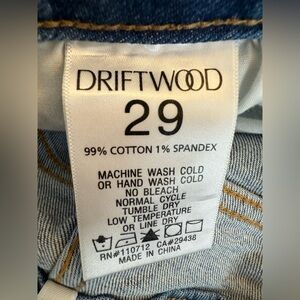 DRIFTWOOD
29
99% COTTON 1% SPANDEX
MACHINE WASH COLD
OR HAND WASH COLD
NO BLEACH
NORMAL CYCLE
TUMBLE DRY
LOW TEMPERATURE
OR LINE DRY
RN#110712 CA#29438
MADE IN CHINA